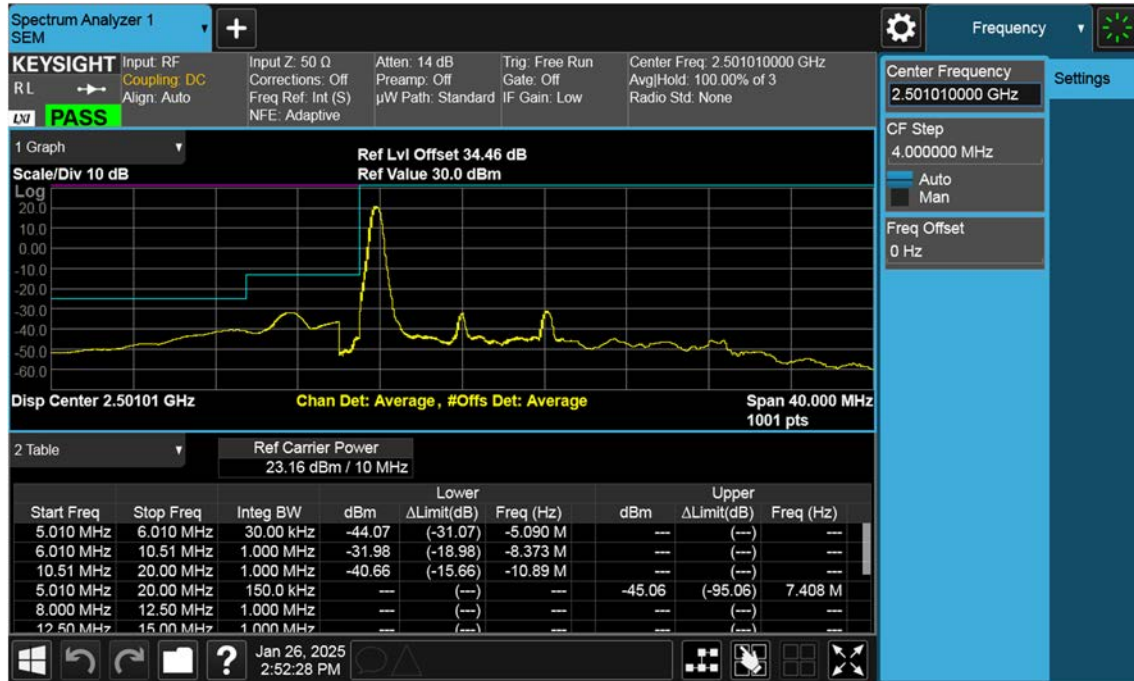 Spectrum Analyzer 1
SEM
Frequency
KEYSIGHT
R L
LXI PASS
Input: RF
Coupling: DC
Align: Auto
Input Z: 50 Ω
Corrections: Off
Freq Ref: Int (S)
NFE: Adaptive
Atten: 14 dB
Preamp: Off
µW Path: Standard
Trig: Free Run
Gate: Off
IF Gain: Low
Center Freq: 2.501010000 GHz
Avg|Hold: 100.00% of 3
Radio Std: None
Center Frequency
2.501010000 GHz
Settings
CF Step
4.000000 MHz
Auto
Man
Freq Offset
0 Hz
1 Graph
Scale/Div 10 dB
Ref Lvl Offset 34.46 dB
Ref Value 30.0 dBm
Log
20.0
10.0
0.00
-10.0
-20.0
-30.0
-40.0
-50.0
-60.0
Disp Center 2.50101 GHz
Chan Det: Average, #Offs Det: Average
Span 40.000 MHz
1001 pts
2 Table
Ref Carrier Power
23.16 dBm / 10 MHz
Lower Upper
Start Freq Stop Freq Integ BW dBm ΔLimit(dB) Freq (Hz) dBm ΔLimit(dB) Freq (Hz)
5.010 MHz 6.010 MHz 30.00 kHz -44.07 (-31.07) -5.090 M --- (---) ---
6.010 MHz 10.51 MHz 1.000 MHz -31.98 (-18.98) -8.373 M --- (---) ---
10.51 MHz 20.00 MHz 1.000 MHz -40.66 (-15.66) -10.89 M --- (---) ---
5.010 MHz 20.00 MHz 150.0 kHz --- (---) --- -45.06 (-95.06) 7.408 M
8.000 MHz 12.50 MHz 1.000 MHz --- (---) --- --- (---) ---
12.50 MHz 15.00 MHz 1.000 MHz --- (---) --- --- (---) ---
?
Jan 26, 2025
2:52:28 PM